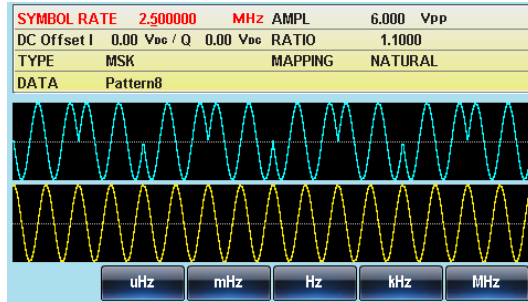 SYMBOL RATE 2.500000 MHz AMPL 6.000 Vpp
DC Offset I 0.00 VDC / Q 0.00 VDC RATIO 1.1000
TYPE MSK MAPPING NATURAL
DATA Pattern8
uHz mHz Hz kHz MHz